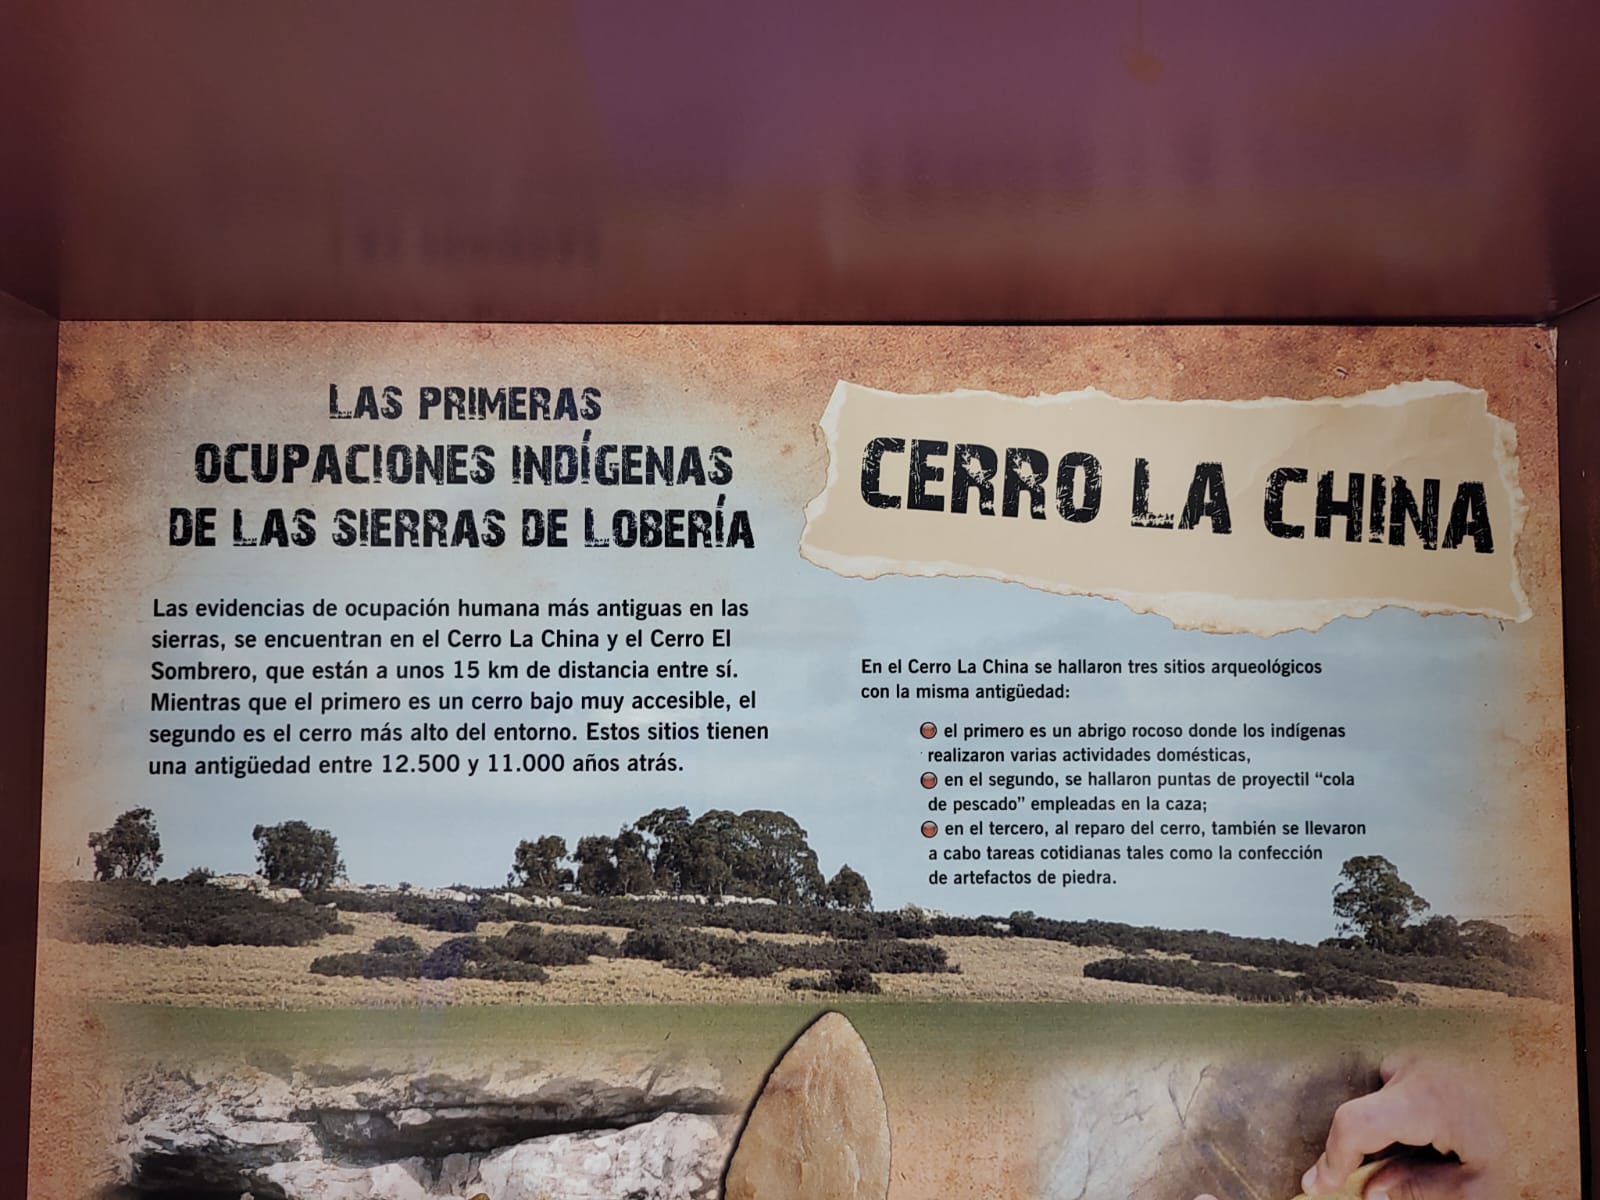 LAS PRIMERAS
OCUPACIONES INDÍGENAS
DE LAS SIERRAS DE LOBERÍA
Las evidencias de ocupación humana más antiguas en las
sierras, se encuentran en el Cerro La China y el Cerro El
Sombrero, que están a unos 15 km de distancia entre sí.
Mientras que el primero es un cerro bajo muy accesible, el
segundo es el cerro más alto del entorno. Estos sitios tienen
una antigüedad entre 12.500 y 11.000 años atrás.
CERRO LA CHINA
En el Cerro La China se hallaron tres sitios arqueológicos
con la misma antigüedad:
el primero es un abrigo rocoso donde los indígenas
realizaron varias actividades domésticas,
en el segundo, se hallaron puntas de proyectil “cola
de pescado” empleadas en la caza;
en el tercero, al reparo del cerro, también se llevaron
a cabo tareas cotidianas tales como la confección
de artefactos de piedra.